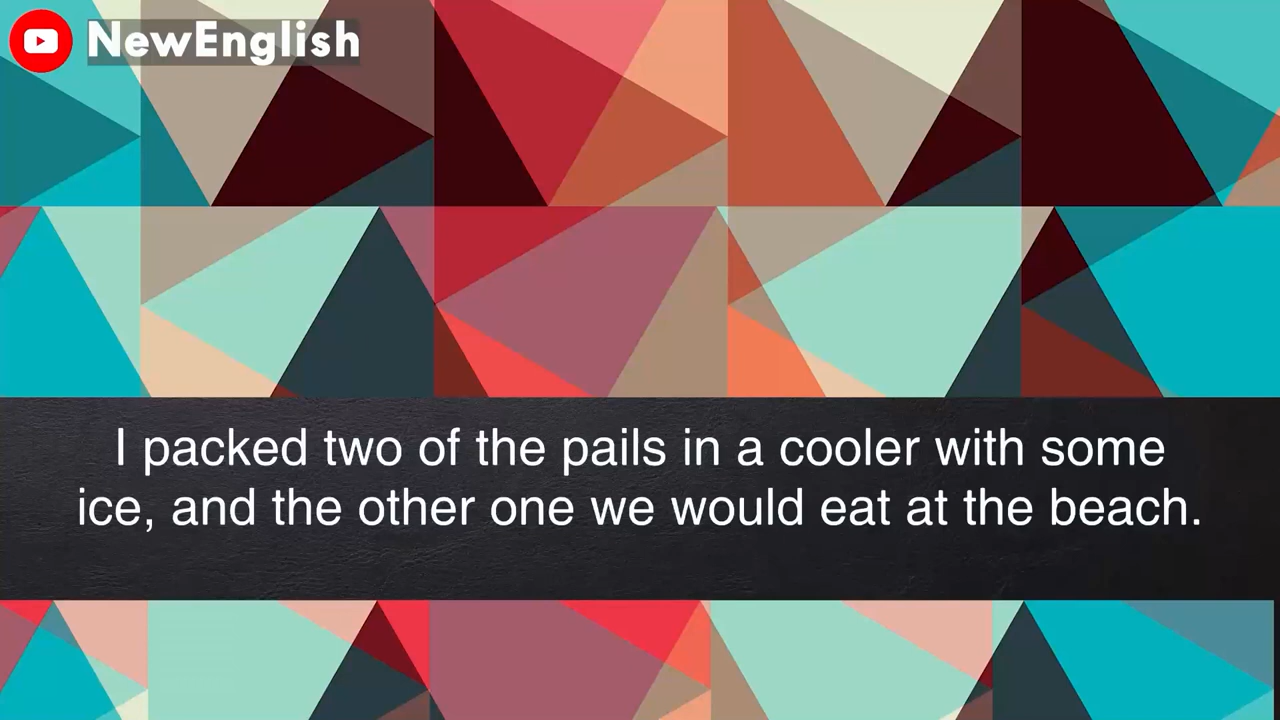 NewEnglish
I packed two of the pails in a cooler with some
ice, and the other one we would eat at the beach.